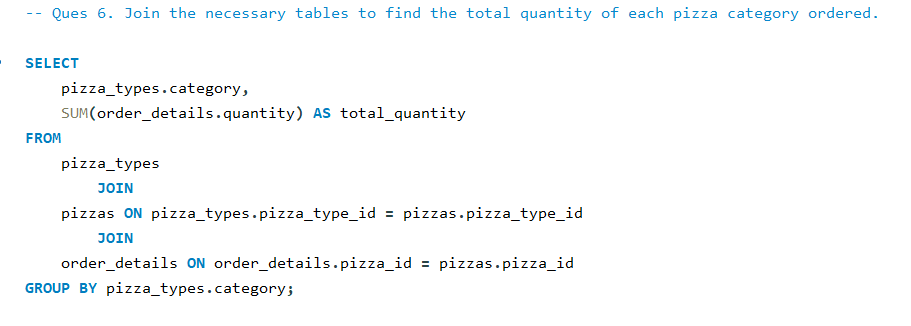 -- Ques 6. Join the necessary tables to find the total quantity of each pizza category ordered.
SELECT
pizza_types.category,
SUM(order_details.quantity) AS total_quantity
FROM
pizza_types
JOIN
pizzas ON pizza_types.pizza_type_id = pizzas.pizza_type_id
JOIN
order_details ON order_details.pizza_id = pizzas.pizza_id
GROUP BY pizza_types.category;